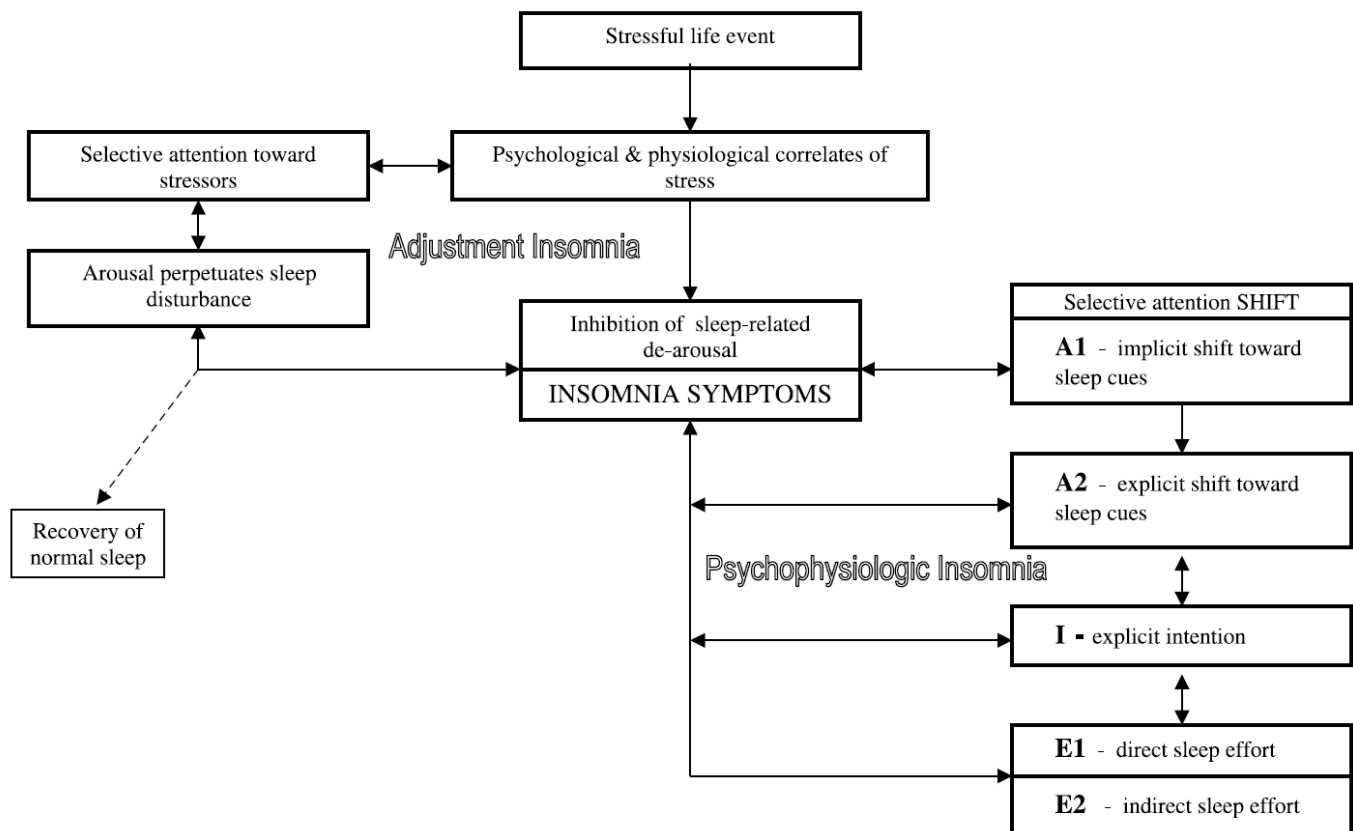 Stressful life event
Selective attention toward
stressors
Psychological & physiological correlates of
stress
Adjustment Insomnia
Arousal perpetuates sleep
disturbance
Inhibition of sleep-related
de-arousal
INSOMNIA SYMPTOMS
Selective attention SHIFT
A1 - implicit shift toward
sleep cues
A2 - explicit shift toward
sleep cues
Recovery of
normal sleep
Psychophysiologic Insomnia
I - explicit intention
E1 - direct sleep effort
E2 - indirect sleep effort